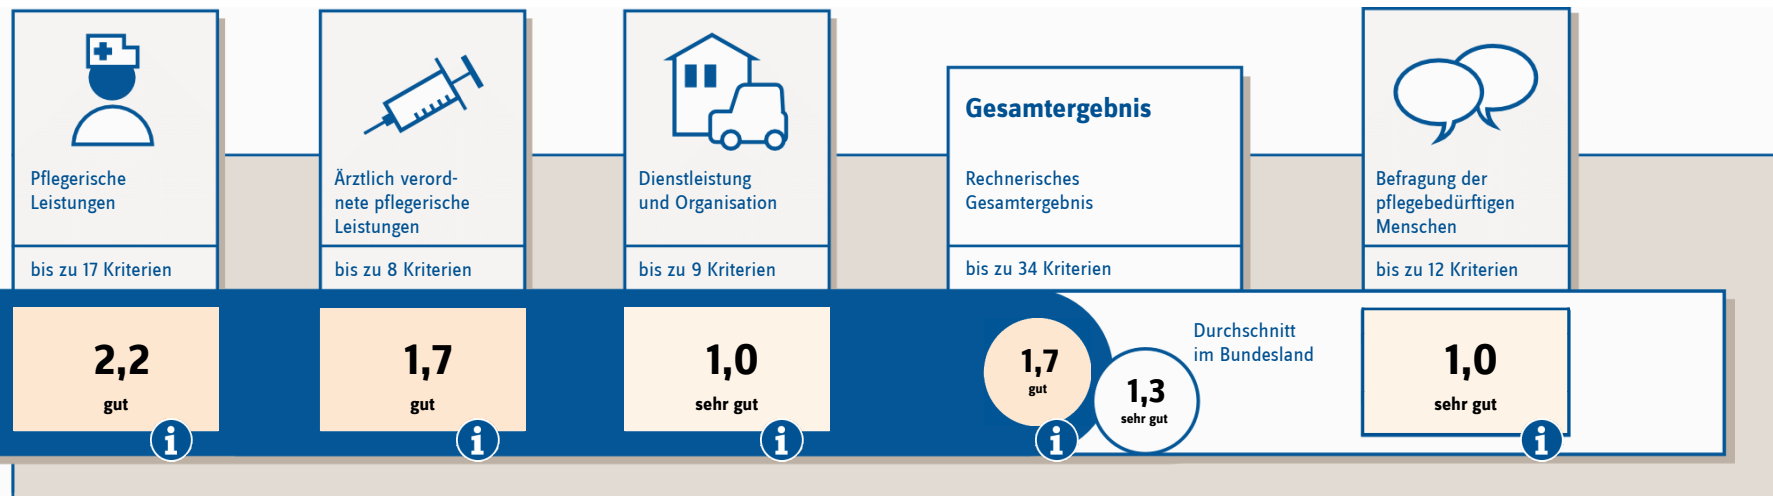 Pflegerische
Leistungen
bis zu 17 Kriterien
2,2
gut
i
Ärztlich verord-
nete pflegerische
Leistungen
bis zu 8 Kriterien
1,7
gut
i
Dienstleistung
und Organisation
bis zu 9 Kriterien
1,0
sehr gut
i
Gesamtergebnis
Rechnerisches
Gesamtergebnis
bis zu 34 Kriterien
1,7
gut
i
1,3
sehr gut
Durchschnitt
im Bundesland
Befragung der
pflegebedürftigen
Menschen
bis zu 12 Kriterien
1,0
sehr gut
i